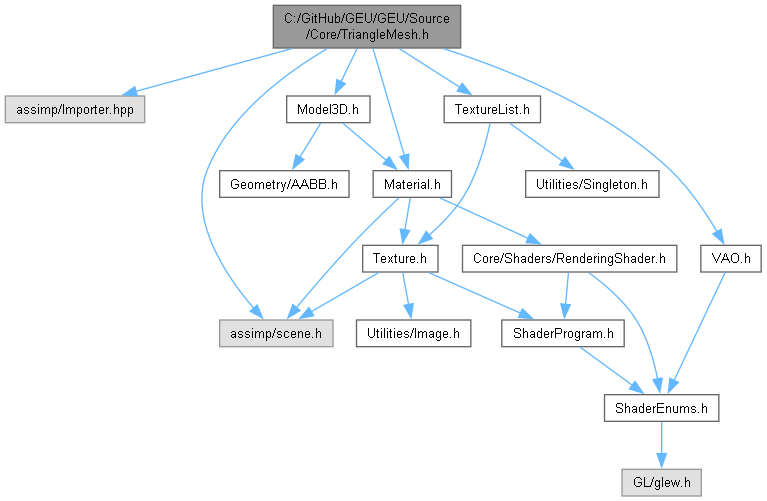 C:/GitHub/GEU/GEU/Source
/Core/TriangleMesh.h
assimp/Importer.hpp
Model3D.h
TextureList.h
Geometry/AABB.h
Material.h
Utilities/Singleton.h
Texture.h
Core/Shaders/RenderingShader.h
VAO.h
assimp/scene.h
Utilities/Image.h
ShaderProgram.h
ShaderEnums.h
GL/glew.h